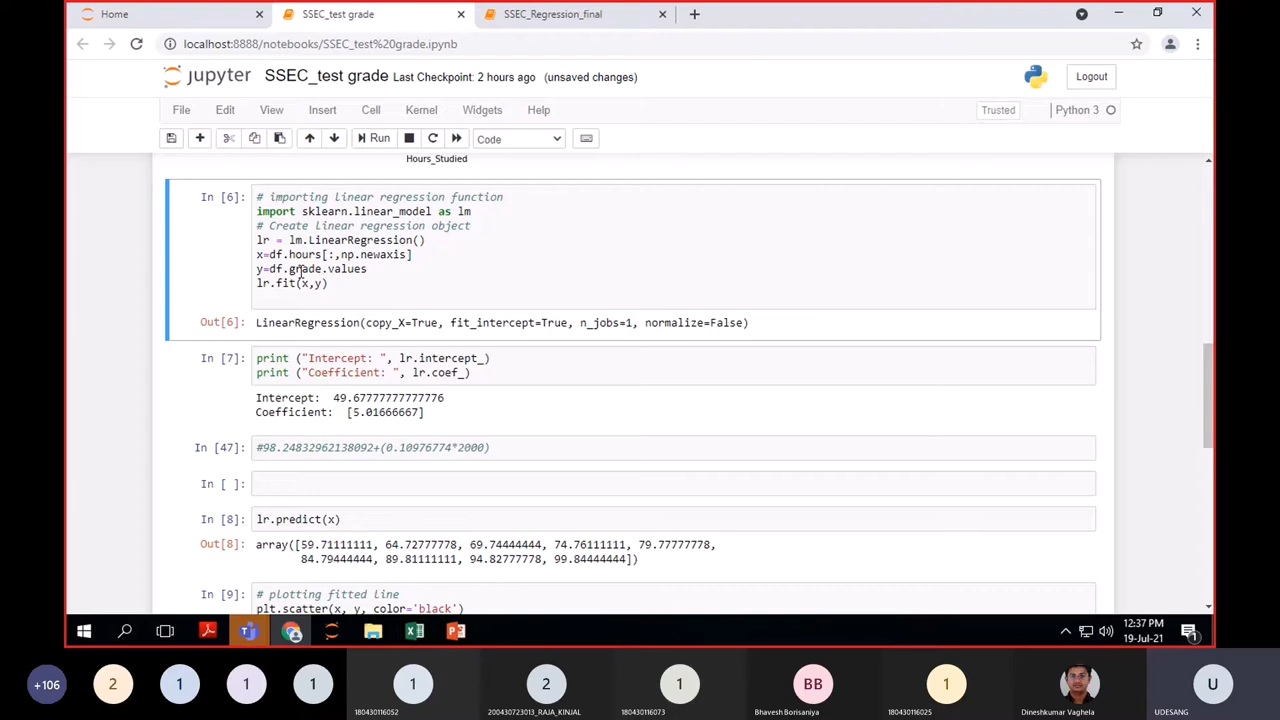 Home
SSEC_test grade
SSEC_Regression_final
localhost:8888/notebooks/SSEC_test%20grade.ipynb
jupyter SSEC_test grade Last Checkpoint: 2 hours ago (unsaved changes)
Logout
File Edit View Insert Cell Kernel Widgets Help
Trusted Python 3
Run Code
Hours_Studied
In [6]: # importing linear regression function
import sklearn.linear_model as lm
# Create linear regression object
lr = lm.LinearRegression()
x=df.hours[:,np.newaxis]
y=df.grade.values
lr.fit(x,y)
Out[6]: LinearRegression(copy_X=True, fit_intercept=True, n_jobs=1, normalize=False)
In [7]: print ("Intercept: ", lr.intercept_)
print ("Coefficient: ", lr.coef_)
Intercept: 49.67777777777776
Coefficient: [5.01666667]
In [47]: #98.24832962138092+(0.10976774*2000)
In [ ]:
In [8]: lr.predict(x)
Out[8]: array([59.71111111, 64.72777778, 69.74444444, 74.76111111, 79.77777778,
84.79444444, 89.81111111, 94.82777778, 99.84444444])
In [9]: # plotting fitted line
plt.scatter(x, y, color='black')
12:37 PM
19-Jul-21
+106 2 1 1 1 1 2 1 BB 1 U
180430116052 200430723013_RAJA_KINJAL 180430116073 Bhavesh Borisaniya 180430116025 Dineshkumar Vaghela UDESANG